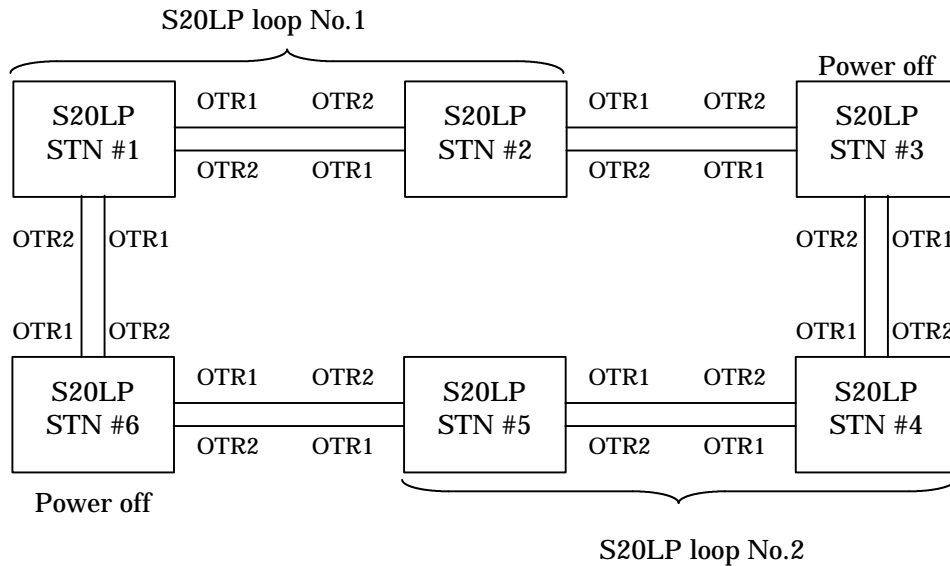 S20LP loop No.1
Power off
S20LP
STN #1
OTR1
OTR2
OTR2
OTR1
S20LP
STN #2
OTR1
OTR2
OTR2
OTR1
S20LP
STN #3
OTR2
OTR1
OTR2
OTR1
OTR1
OTR2
OTR1
OTR2
S20LP
STN #6
OTR1
OTR2
OTR2
OTR1
S20LP
STN #5
OTR1
OTR2
OTR2
OTR1
S20LP
STN #4
Power off
S20LP loop No.2